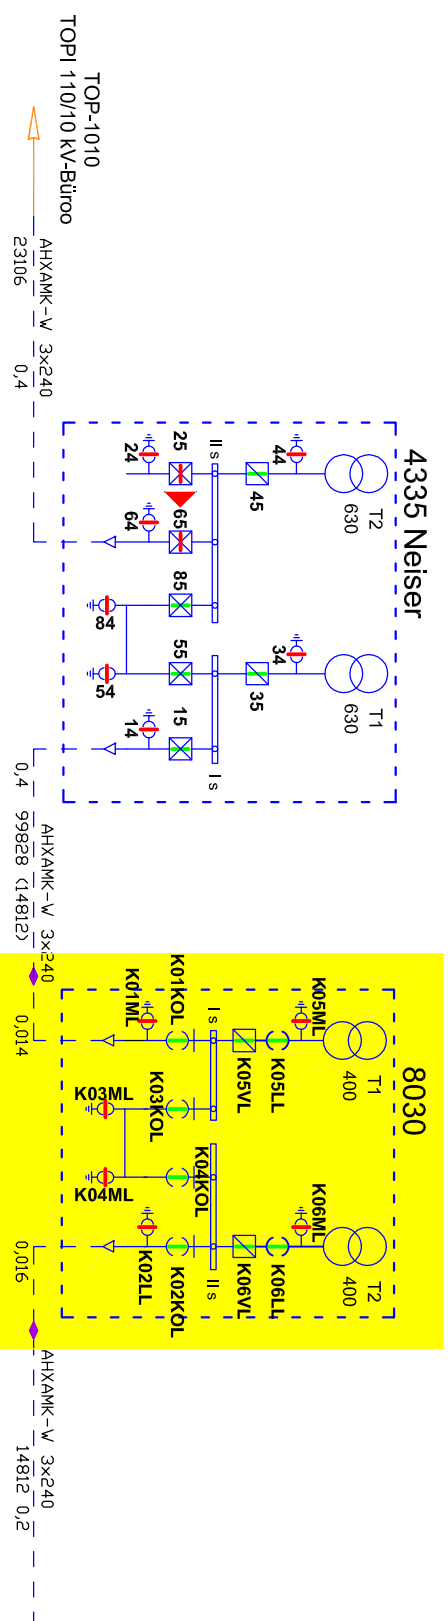 TOP-1010
TOPI 110/10 kV-Büroo
AHXAMK-W 3x240
23106 0,4
4335 Neiser
T2
630
T1
630
44
45
34
35
II s
I s
25
65
85
55
15
24
64
84
54
14
AHXAMK-W 3x240
0,4 99828 (14812)
0,014
8030
T1
400
T2
400
K05ML
K05LL
K05VL
K06ML
K06LL
K06VL
I s
II s
K01KOL
K01ML
K03KOL
K03ML
K04KOL
K04ML
K02KOL
K02LL
0,016
AHXAMK-W 3x240
14812 0,2